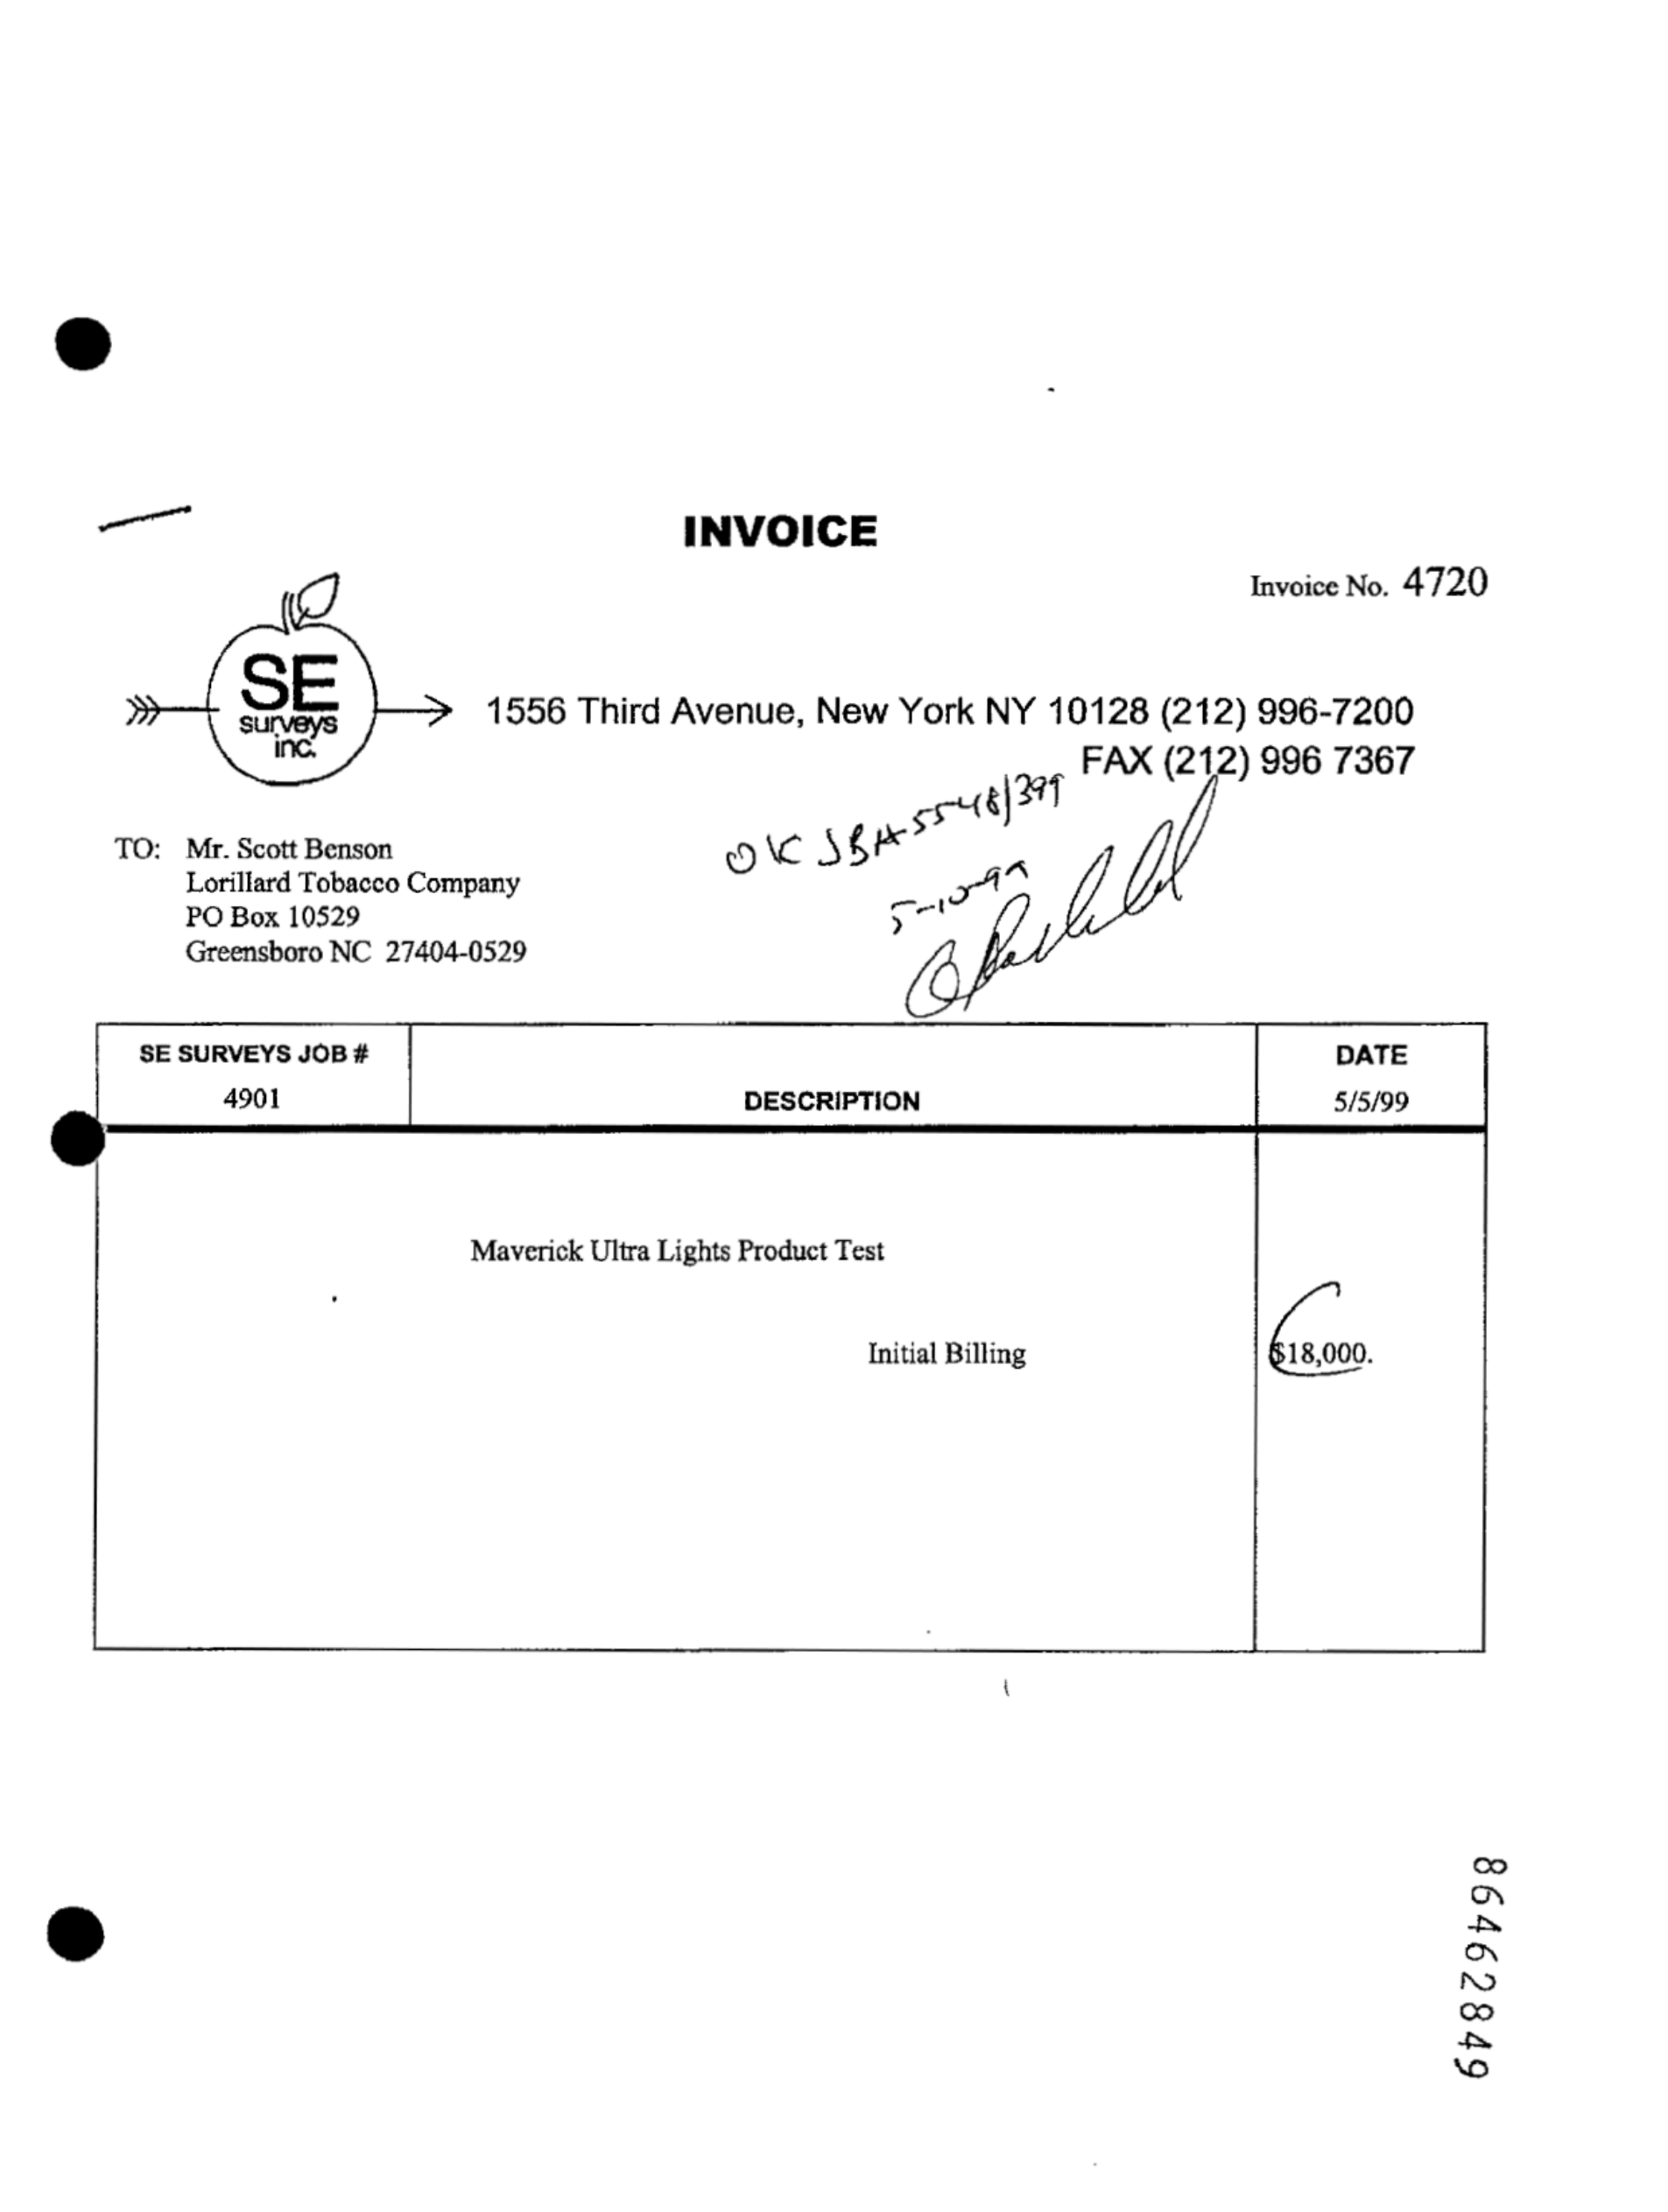 INVOICE
Invoice No. 4720
SE
surveys
inc.
1556 Third Avenue, New York NY 10128 (212) 996-7200
FAX (212) 996 7367
OK SBH 5548/399
5-10-99
TO: Mr. Scott Benson
Lorillard Tobacco Company
PO Box 10529
Greensboro NC 27404-0529
SE SURVEYS JOB #
4901
DESCRIPTION
DATE
5/5/99
Maverick Ultra Lights Product Test
Initial Billing $18,000.
86462849